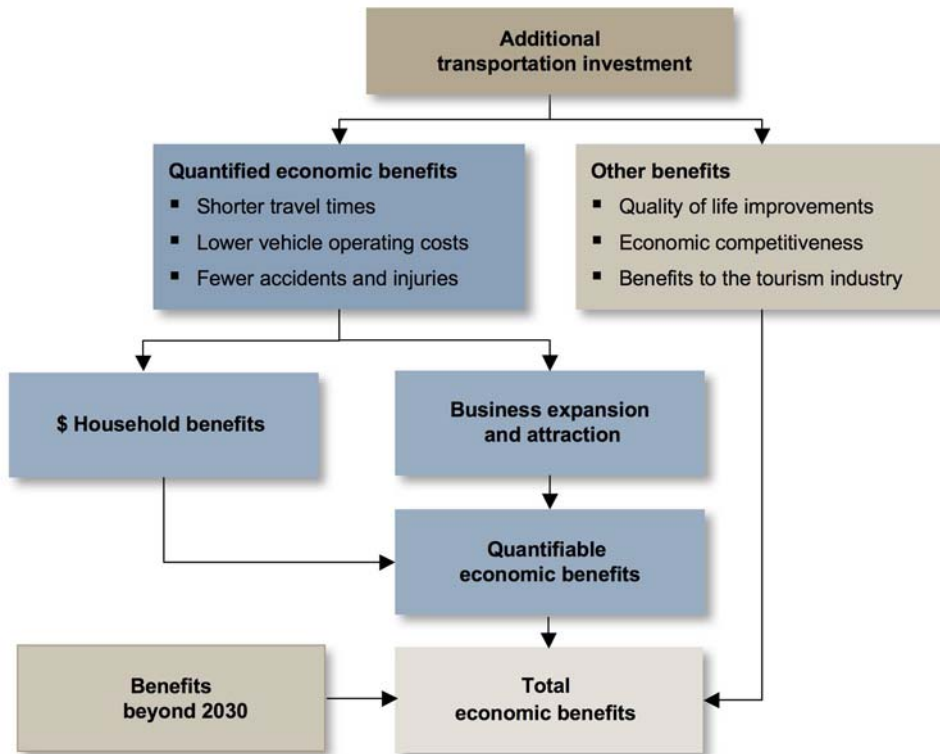 Additional
transportation investment
Quantified economic benefits
▪ Shorter travel times
▪ Lower vehicle operating costs
▪ Fewer accidents and injuries
Other benefits
▪ Quality of life improvements
▪ Economic competitiveness
▪ Benefits to the tourism industry
$ Household benefits
Business expansion
and attraction
Quantifiable
economic benefits
Benefits
beyond 2030
Total
economic benefits